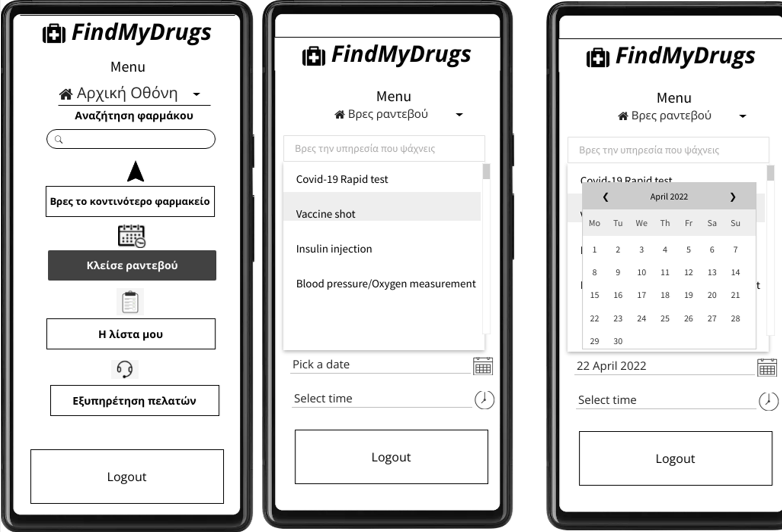 FindMyDrugs
Menu
Αρχική Οθόνη
Αναζήτηση φαρμάκου
Βρες το κοντινότερο φαρμακείο
Κλείσε ραντεβού
Η λίστα μου
Εξυπηρέτηση πελατών
Logout
FindMyDrugs
Menu
Βρες ραντεβού
Βρες την υπηρεσία που ψάχνεις
Covid-19 Rapid test
Vaccine shot
Insulin injection
Blood pressure/Oxygen measurement
Pick a date
Select time
Logout
FindMyDrugs
Menu
Βρες ραντεβού
Βρες την υπηρεσία που ψάχνεις
Covid-19 Rapid test
April 2022
Mo Tu We Th Fr Sa Su
1 2 3 4 5 6 7
8 9 10 11 12 13 14
15 16 17 18 19 20 21
22 23 24 25 26 27 28
29 30
22 April 2022
Select time
Logout